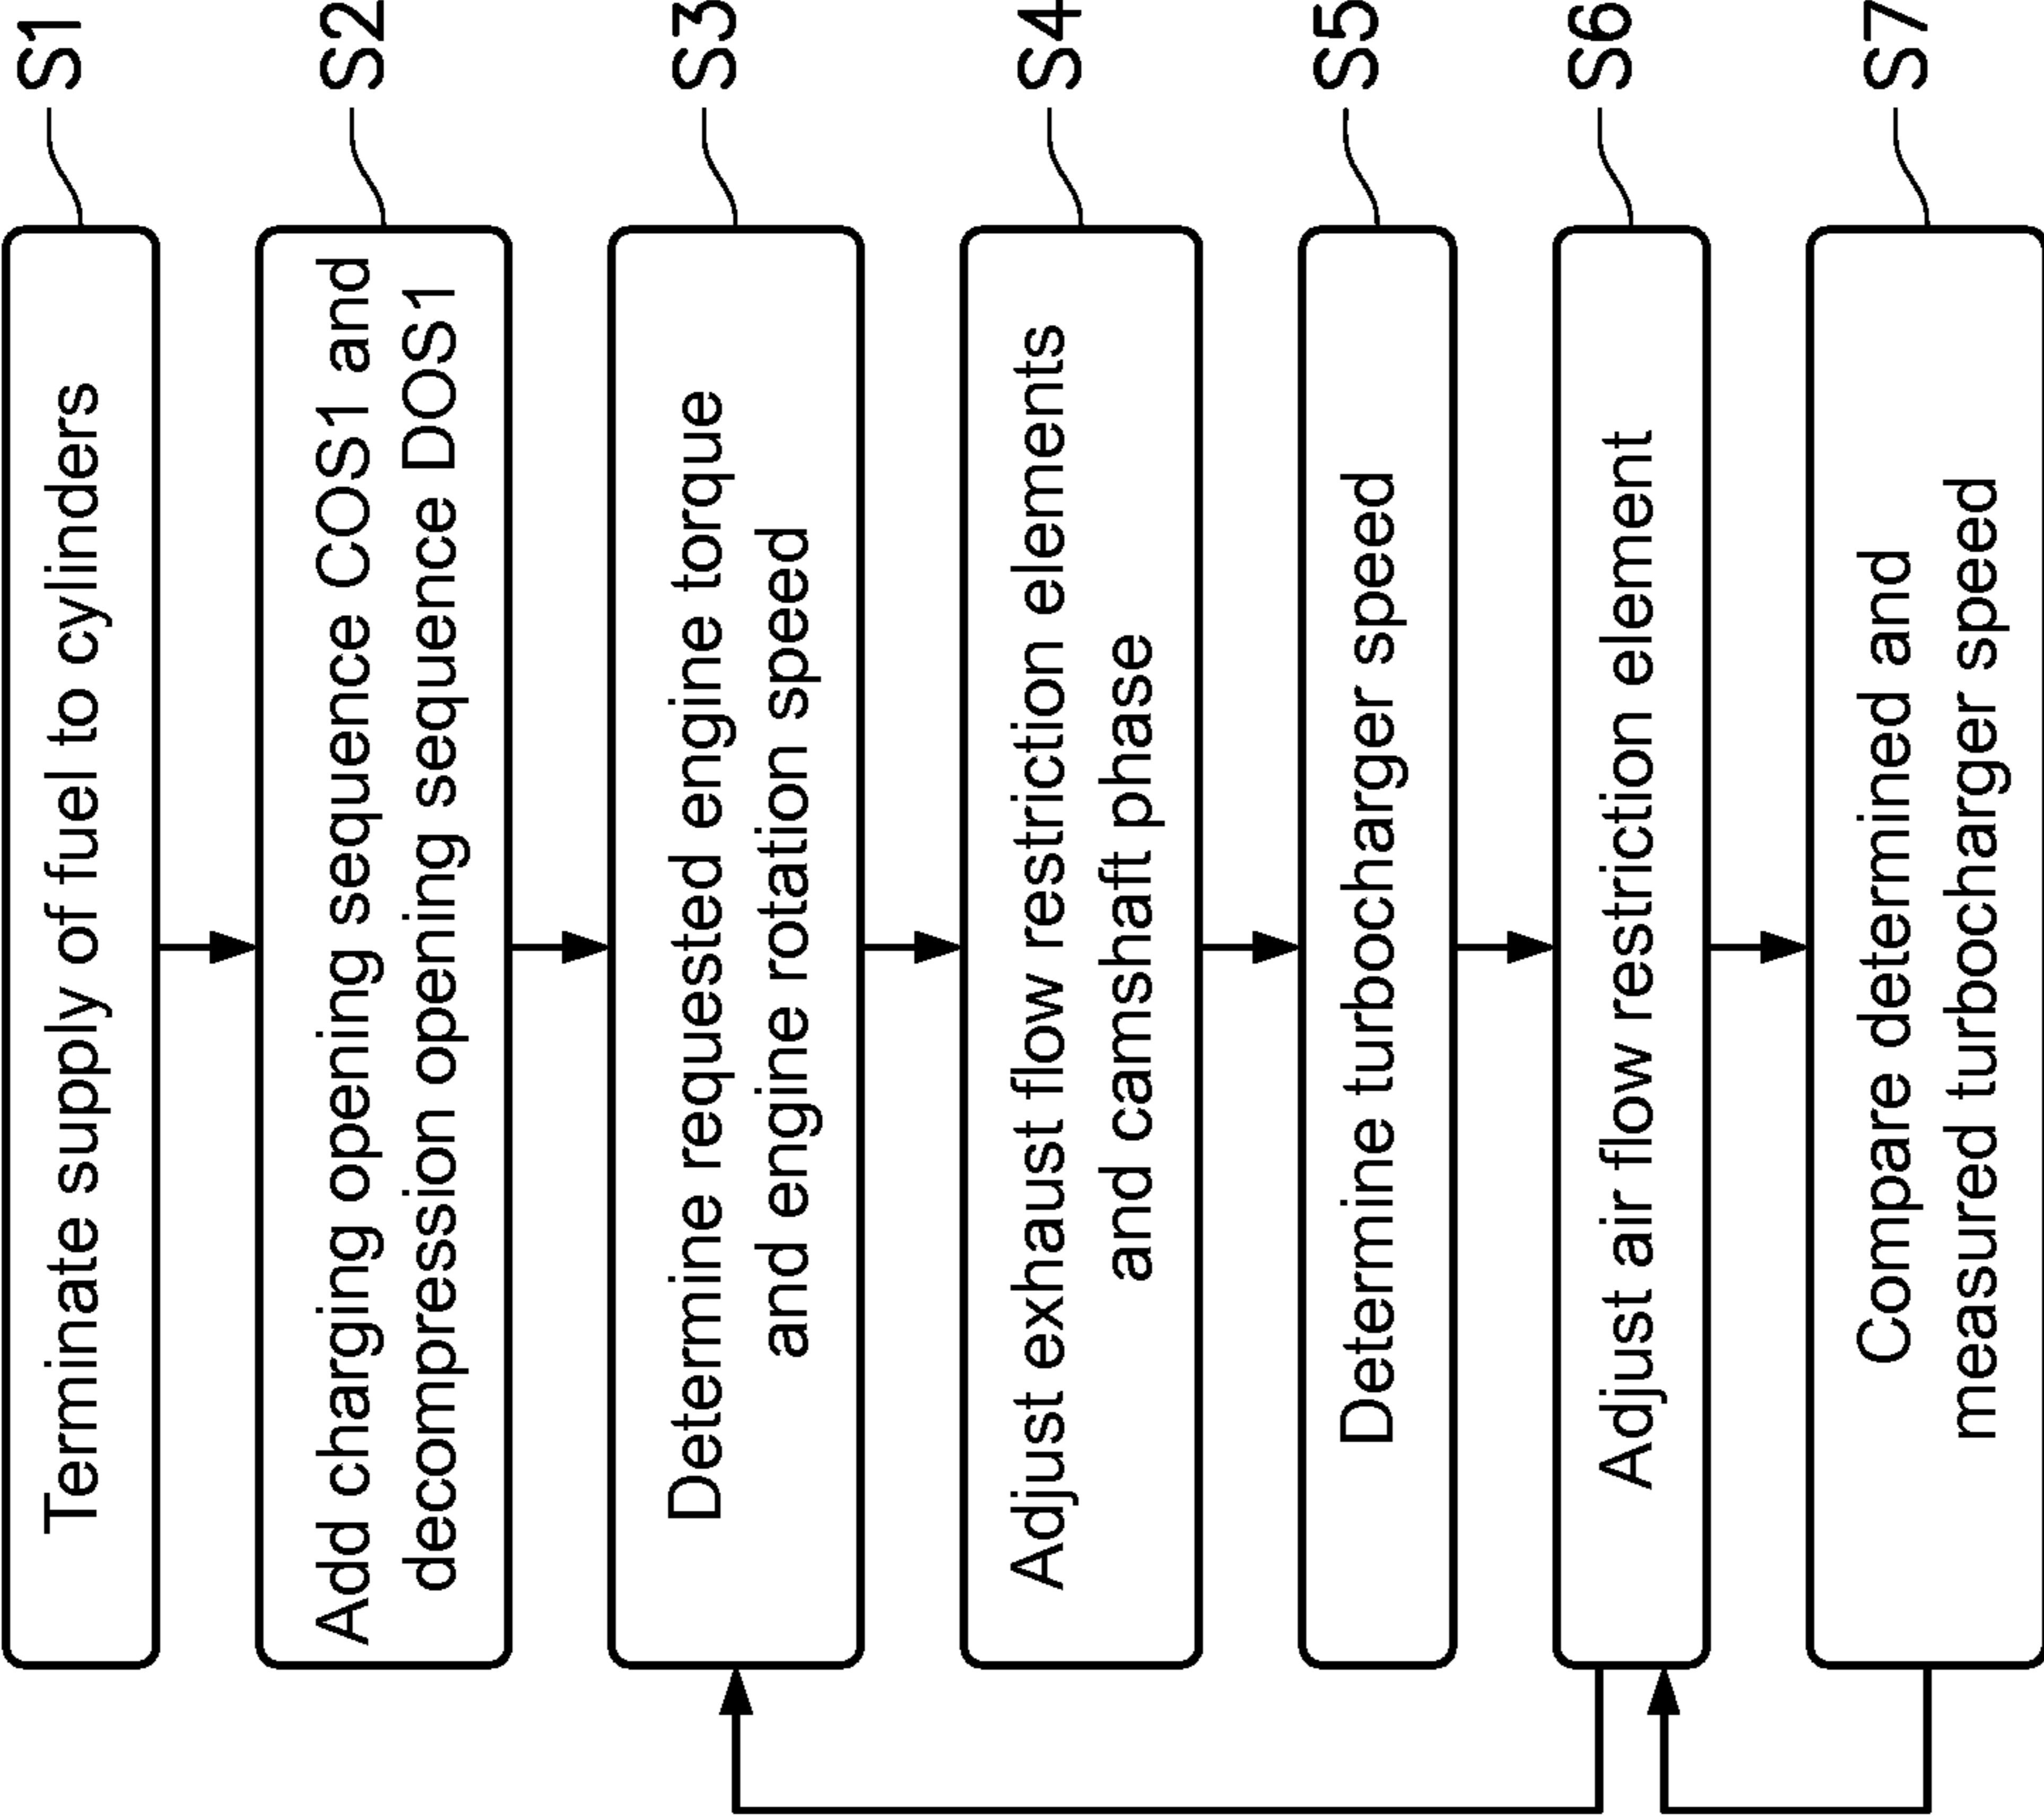 Terminate supply of fuel to cylinders
S1
Add charging opening sequence COS1 and
decompression opening sequence DOS1
S2
Determine requested engine torque
and engine rotation speed
S3
Adjust exhaust flow restriction elements
and camshaft phase
S4
Determine turbocharger speed
S5
Adjust air flow restriction element
S6
Compare determined and
measured turbocharger speed
S7